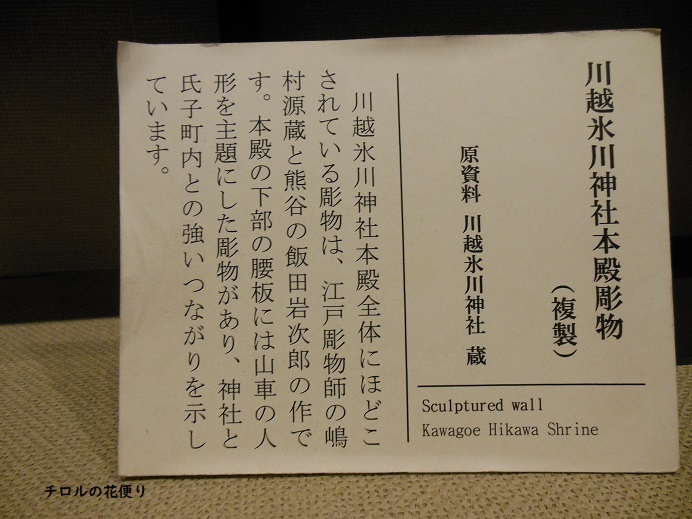 川越氷川神社本殿彫物
（複製）
原資料 川越氷川神社 蔵
Sculptured wall
Kawagoe Hikawa Shrine
川越氷川神社本殿全体にほどこ
されている彫物は、江戸彫物師の嶋
村源蔵と熊谷の飯田岩次郎の作で
す。本殿の下部の腰板には山車の人
形を主題にした彫物があり、神社と
氏子町内との強いつながりを示し
ています。
チロルの花便り